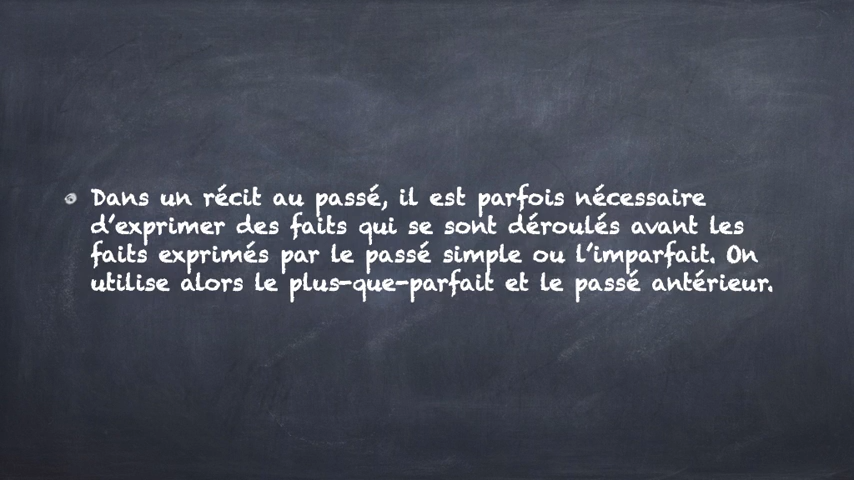 Dans un récit au passé, il est parfois nécessaire
d'exprimer des faits qui se sont déroulés avant les
faits exprimés par le passé simple ou l'imparfait. On
utilise alors le plus-que-parfait et le passé antérieur.